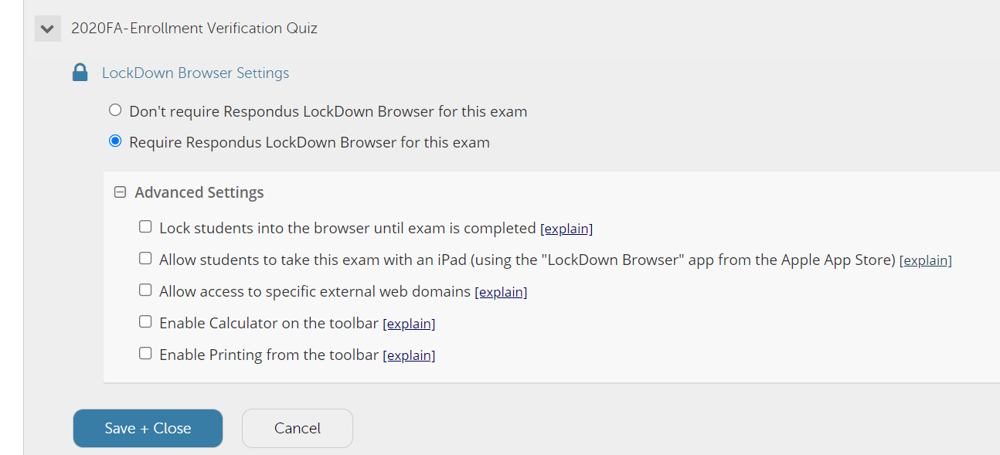 2020FA-Enrollment Verification Quiz
LockDown Browser Settings
Don't require Respondus LockDown Browser for this exam
Require Respondus LockDown Browser for this exam
Advanced Settings
Lock students into the browser until exam is completed [explain]
Allow students to take this exam with an iPad (using the "LockDown Browser" app from the Apple App Store) [explain]
Allow access to specific external web domains [explain]
Enable Calculator on the toolbar [explain]
Enable Printing from the toolbar [explain]
Save + Close
Cancel